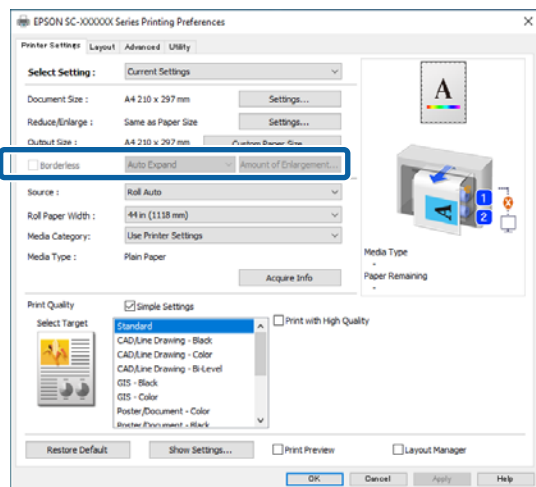 EPSON SC-XXXXXX Series Printing Preferences
Printer Settings Layout Advanced Utility
Select Setting : Current Settings
Document Size : A4 210 x 297 mm Settings...
Reduce/Enlarge : Same as Paper Size Settings...
Output Size : A4 210 x 297 mm Custom Paper Size
Borderless Auto Expand Amount of Enlargement...
Source : Roll Auto
Roll Paper Width : 44 in (1118 mm)
Media Category: Use Printer Settings
Media Type : Plain Paper
Acquire Info
A
A
1
2
Media Type
-
Paper Remaining
-
Print Quality Simple Settings
Select Target
Standard
CAD/Line Drawing - Black
CAD/Line Drawing - Color
CAD/Line Drawing - Bi-Level
GIS - Black
GIS - Color
Poster/Document - Color
Poster/Document - Black
Print with High Quality
Restore Default Show Settings... Print Preview Layout Manager
OK Cancel Apply Help